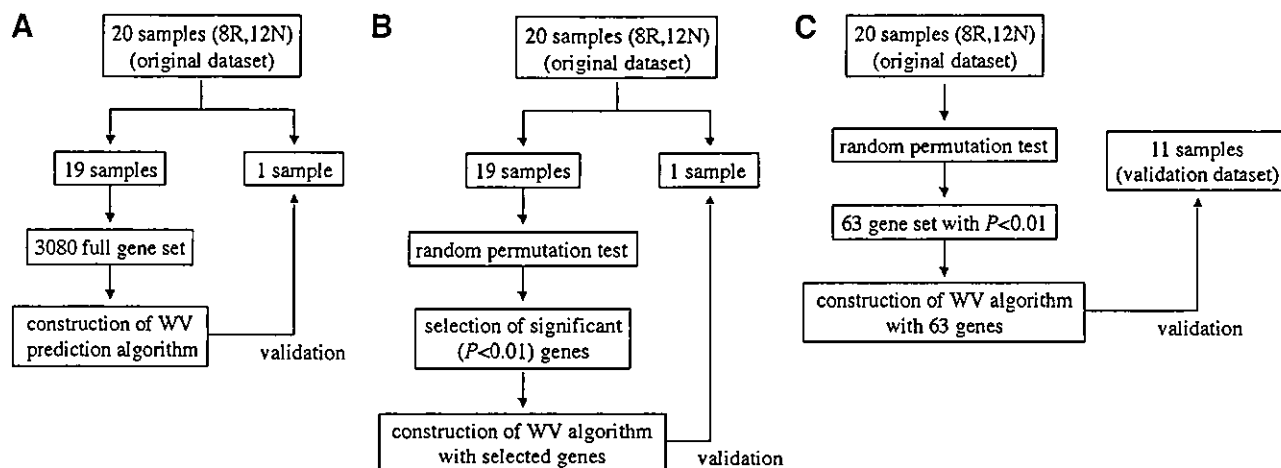 A
20 samples (8R,12N)
(original dataset)
19 samples
1 sample
3080 full gene set
construction of WV
prediction algorithm
validation
B
20 samples (8R,12N)
(original dataset)
19 samples
1 sample
random permutation test
selection of significant
(P<0.01) genes
construction of WV algorithm
with selected genes
validation
C
20 samples (8R,12N)
(original dataset)
random permutation test
11 samples
(validation dataset)
63 gene set with P<0.01
construction of WV algorithm
with 63 genes
validation